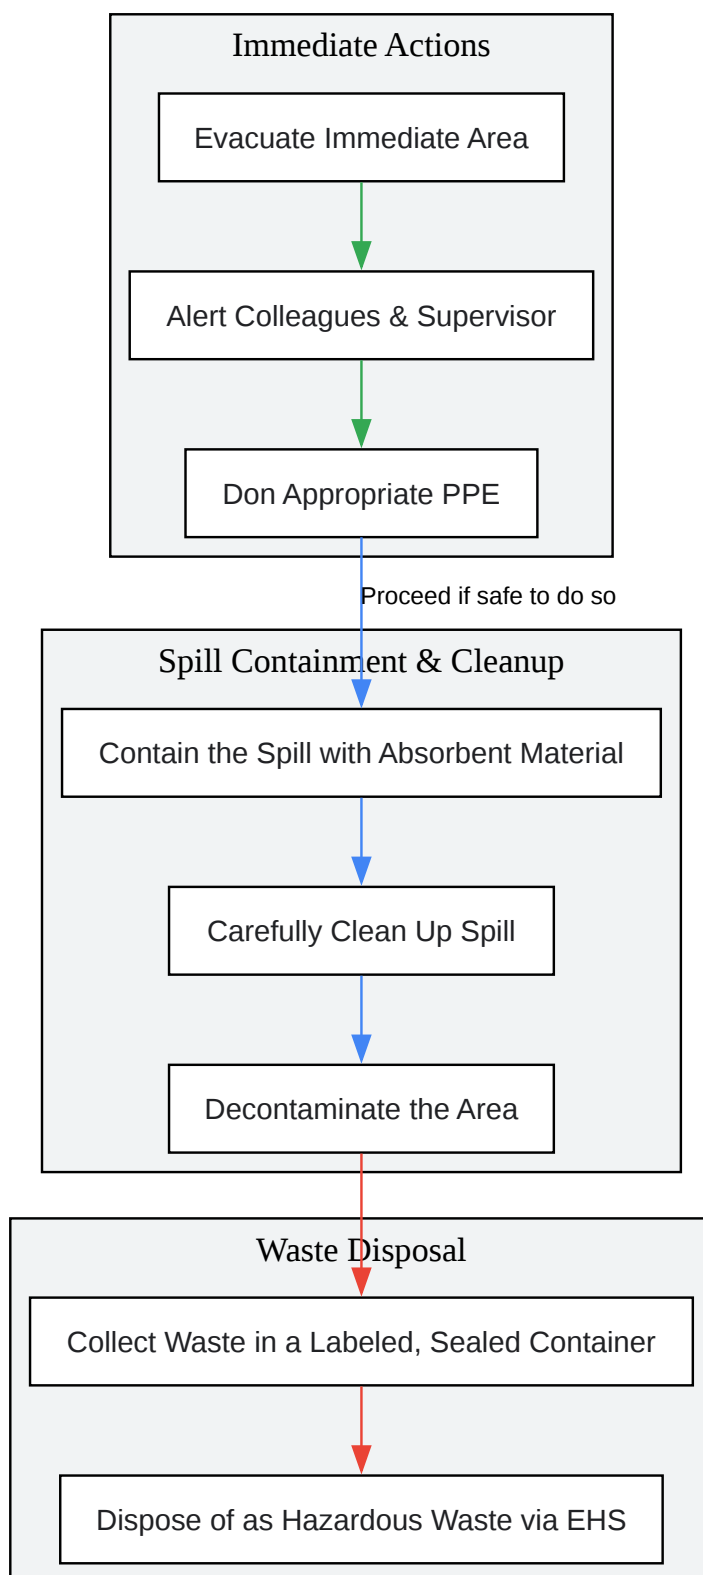 Immediate Actions
Evacuate Immediate Area
Alert Colleagues & Supervisor
Don Appropriate PPE
Proceed if safe to do so
Spill Containment & Cleanup
Contain the Spill with Absorbent Material
Carefully Clean Up Spill
Decontaminate the Area
Waste Disposal
Collect Waste in a Labeled, Sealed Container
Dispose of as Hazardous Waste via EHS